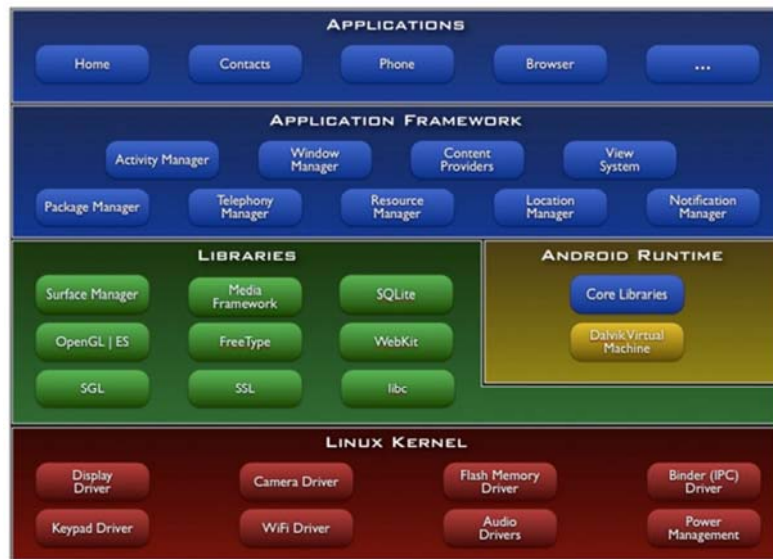 APPLICATIONS
Home
Contacts
Phone
Browser
...
APPLICATION FRAMEWORK
Activity Manager
Window
Manager
Content
Providers
View
System
Package Manager
Telephony
Manager
Resource
Manager
Location
Manager
Notification
Manager
LIBRARIES
Surface Manager
Media
Framework
SQLite
OpenGL | ES
FreeType
WebKit
SGL
SSL
libc
ANDROID RUNTIME
Core Libraries
Dalvik Virtual
Machine
LINUX KERNEL
Display
Driver
Camera Driver
Flash Memory
Driver
Binder (IPC)
Driver
Keypad Driver
WiFi Driver
Audio
Drivers
Power
Management